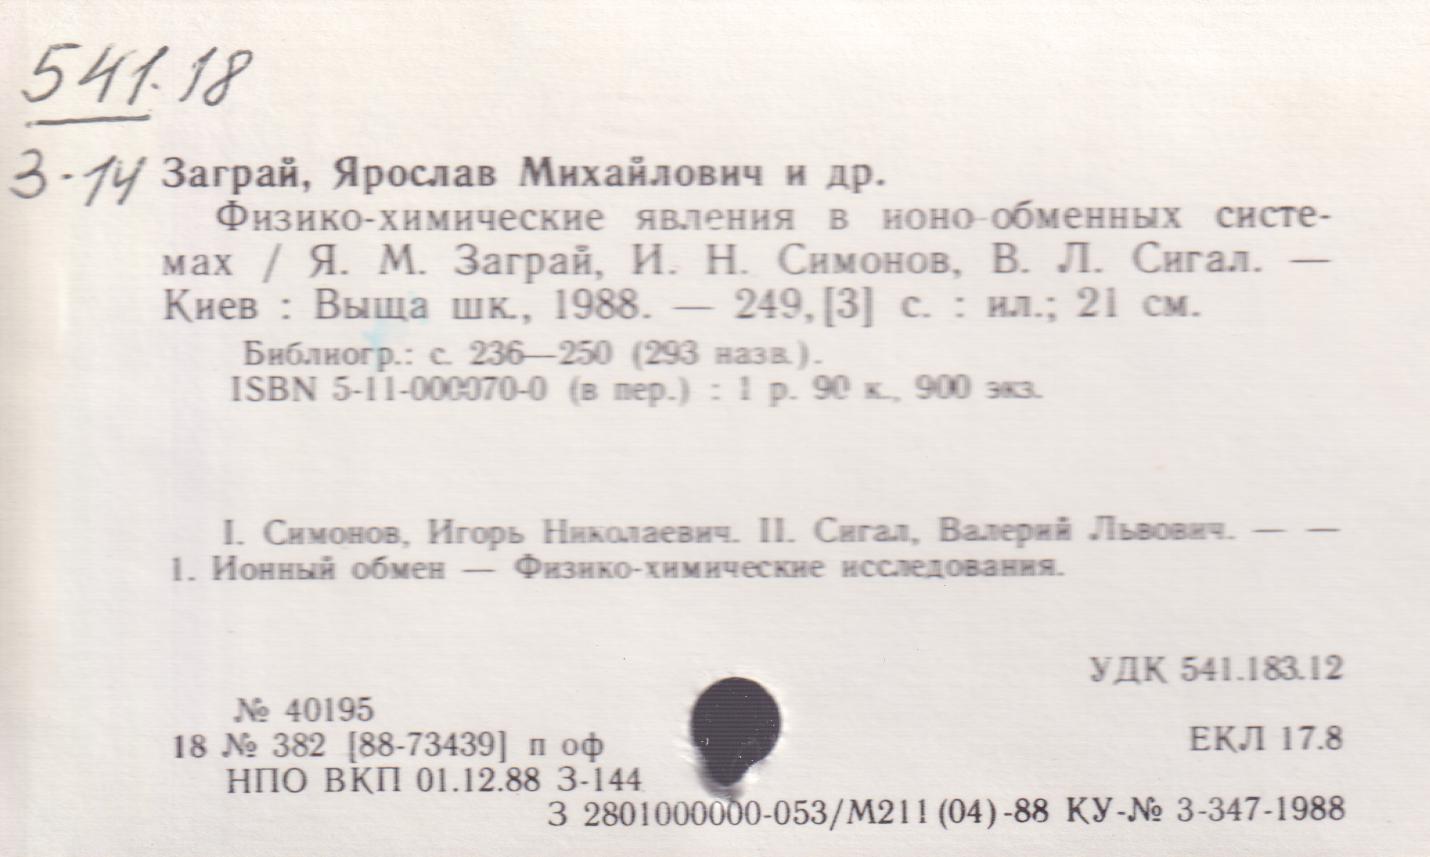 541.18
З-14 Заграй, Ярослав Михайлович и др.
Физико-химические явления в ионо-обменных систе-
мах / Я. М. Заграй, И. Н. Симонов, В. Л. Сигал. —
Киев : Выща шк., 1988. — 249, [3] с. : ил.; 21 см.
Библиогр.: с. 236—250 (293 назв.).
ISBN 5-11-000070-0 (в пер.) : 1 р. 90 к., 900 экз.
I. Симонов, Игорь Николаевич. II. Сигал, Валерий Львович. — —
1. Ионный обмен — Физико-химические исследования.
УДК 541.183.12
№ 40195
18 № 382 [88-73439] п оф
ЕКЛ 17.8
НПО ВКП 01.12.88 З-144
З 2801000000-053/М211(04)-88 КУ-№ 3-347-1988